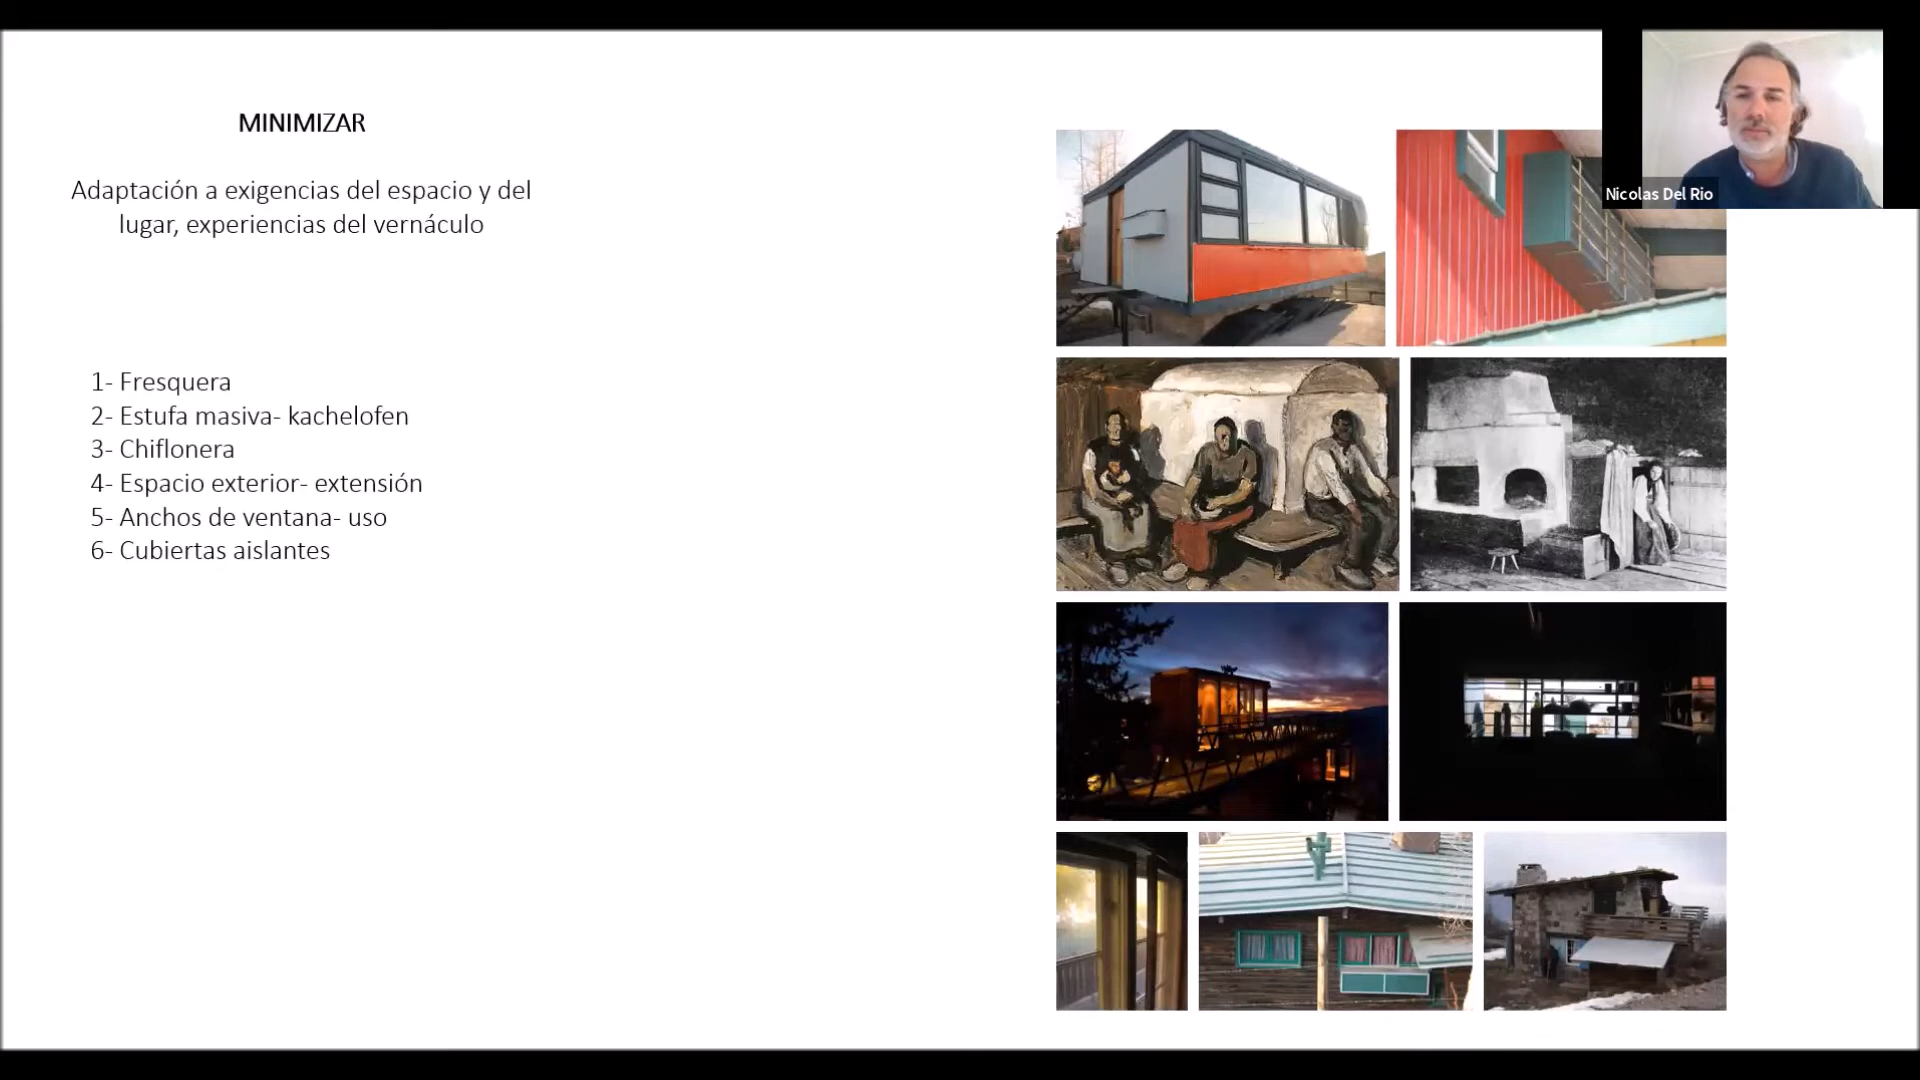 MINIMIZAR
Adaptación a exigencias del espacio y del
lugar, experiencias del vernáculo
1- Fresquera
2- Estufa masiva- kachelofen
3- Chiflonera
4- Espacio exterior- extensión
5- Anchos de ventana- uso
6- Cubiertas aislantes
Nicolas Del Rio